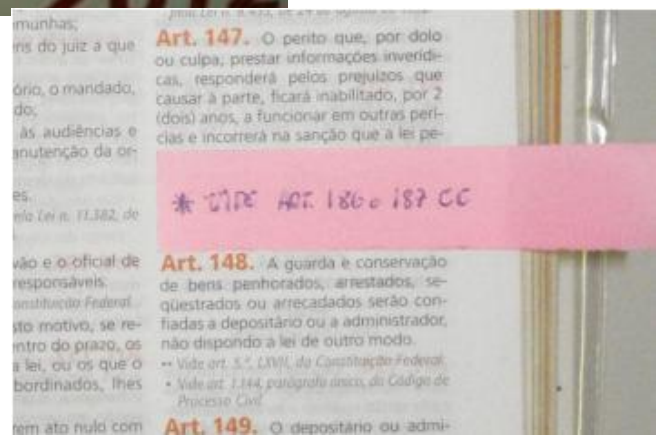 munhas;
ns do juiz a que
ório, o mandado,
do;
às audiências e
anutenção da or-
es.
ela Lei n. 11.382, de
vão e o oficial de
responsáveis:
onstituição Federal.
sto motivo, se re-
ntro do prazo, os
a lei, ou os que o
bordinados, lhes
rem ato nulo com
Art. 147. O perito que, por dolo
ou culpa, prestar informações inverídi-
cas, responderá pelos prejuízos que
causar à parte, ficará inabilitado, por 2
(dois) anos, a funcionar em outras perí-
cias e incorrerá na sanção que a lei pe-
* VIDE ART. 186 e 187 CC
Art. 148. A guarda e conservação
de bens penhorados, arrestados, se-
qüestrados ou arrecadados serão con-
fiadas a depositário ou a administrador,
não dispondo a lei de outro modo.
•• Vide art. 5.º, LXVII, da Constituição Federal.
• Vide art. 1.144, parágrafo único, do Código de
Processo Civil.
Art. 149. O depositário ou admi-